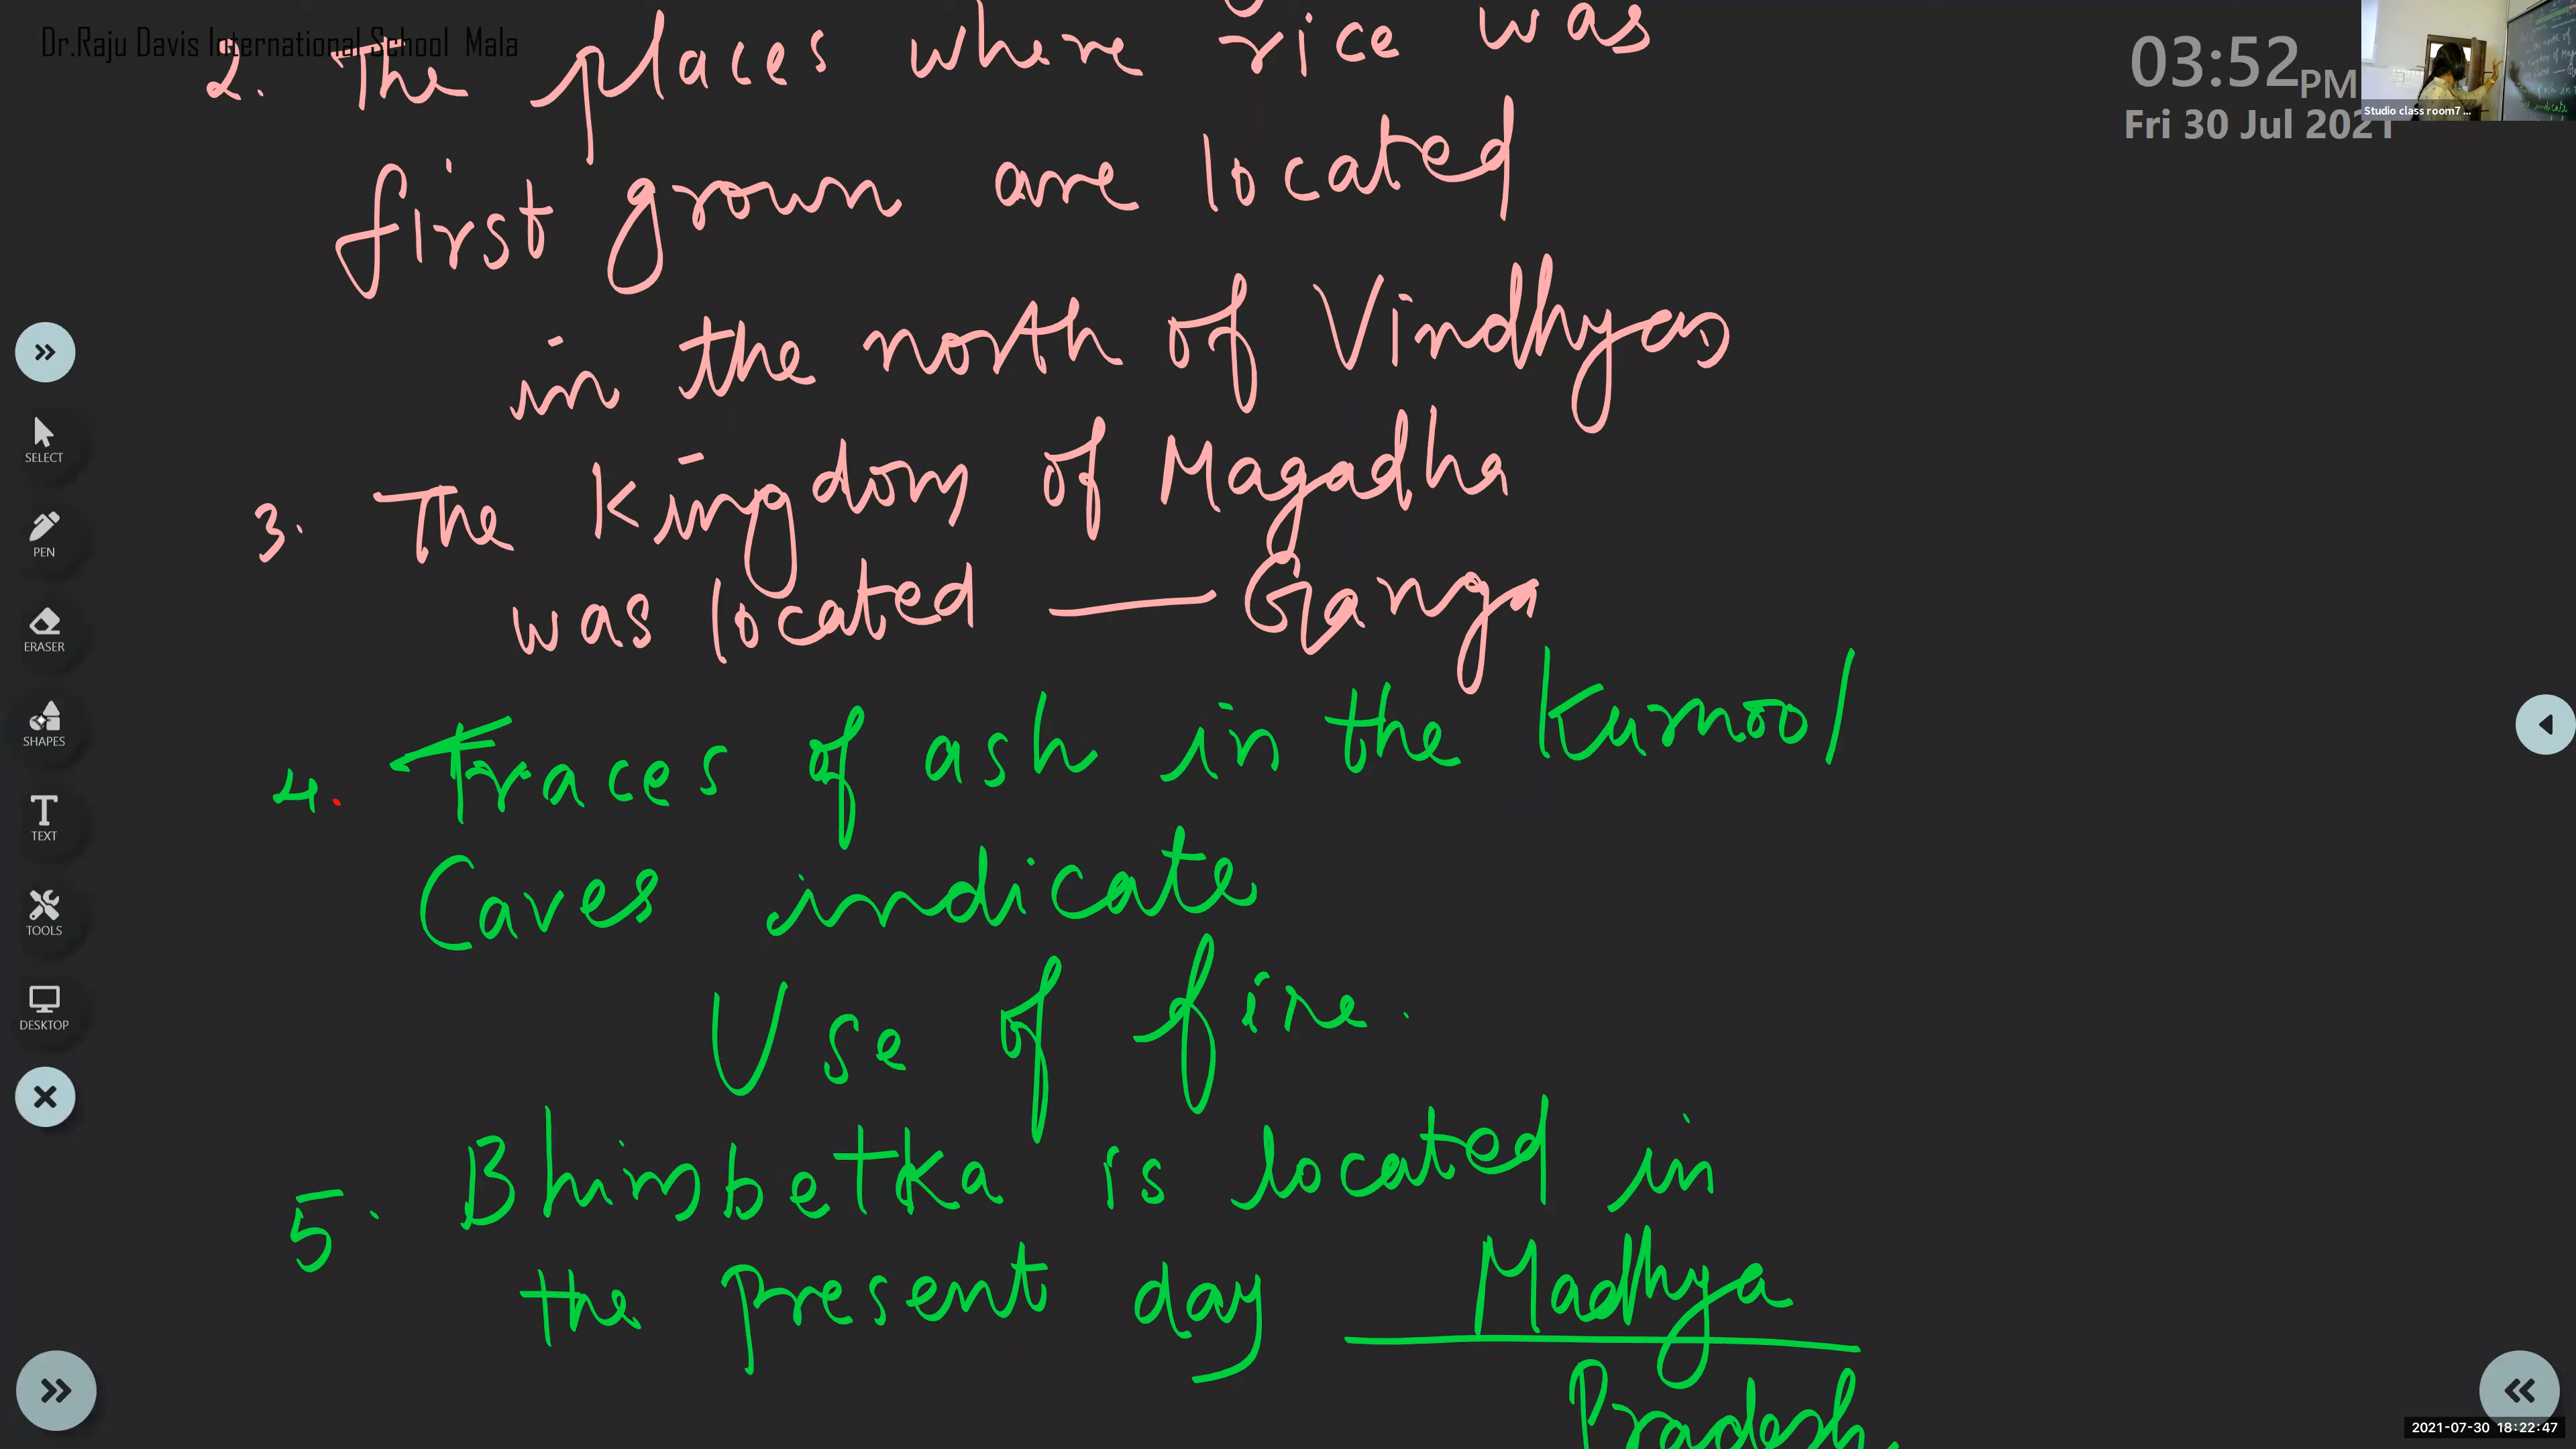 Dr.Raju Davis International School Mala
03:52 PM
Fri 30 Jul 2021
Studio class room7 ...
2. The places where rice was
first grown are located
in the north of Vindhyas
3. The Kingdom of Magadha
was located — Ganga
4. Traces of ash in the Kurnool
Caves indicate
Use of fire.
5. Bhimbetka is located in
the present day Madhya
Pradesh
SELECT
PEN
ERASER
SHAPES
TEXT
TOOLS
DESKTOP
2021-07-30 18:22:47